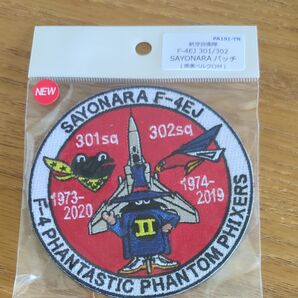 PA191-TN
航空自衛隊
F-4EJ 301/302
SAYONARAパッチ
(両面ベルクロ付)
NEW
SAYONARA F-4EJ
301sq
302sq
1973-
2020
1974-
2019
II
F-4 PHANTASTIC PHANTOM PHIXERS